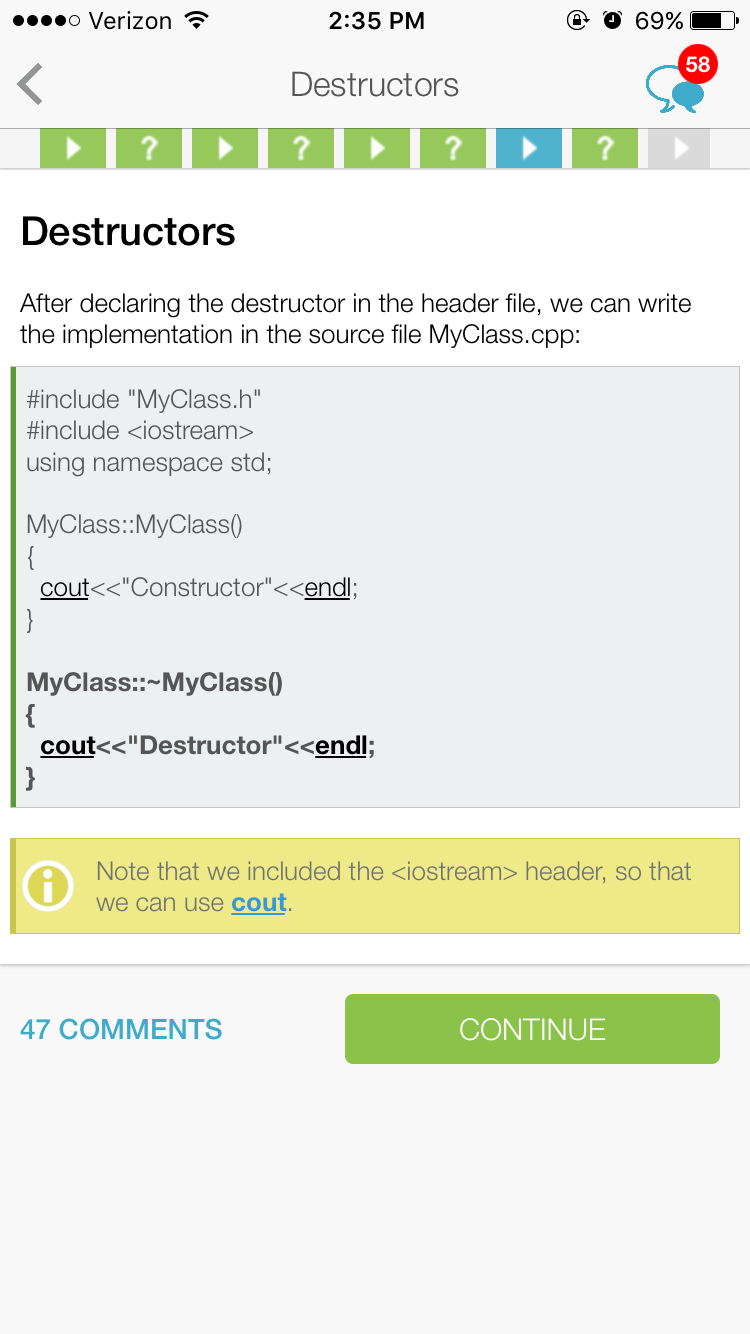 Verizon 2:35 PM 69%
Destructors 58
? ? ? ?
Destructors
After declaring the destructor in the header file, we can write
the implementation in the source file MyClass.cpp:
#include "MyClass.h"
#include <iostream>
using namespace std;
MyClass::MyClass()
{
cout<<"Constructor"<<endl;
}
MyClass::~MyClass()
{
cout<<"Destructor"<<endl;
}
Note that we included the <iostream> header, so that
we can use cout.
47 COMMENTS CONTINUE